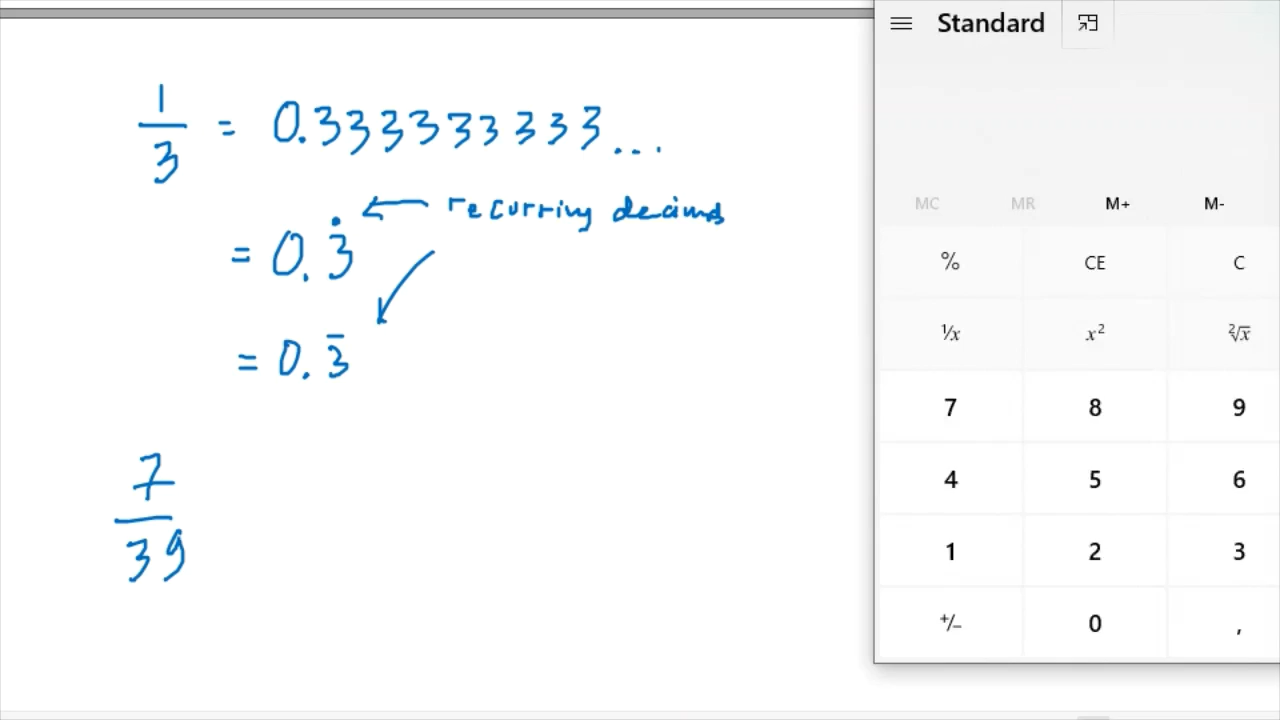 1/3 = 0.333333333...
recurring decimals
= 0.3̇
= 0.3̅
7/39
Standard
MC MR M+ M-
% CE C
¹/x x² ²√x
7 8 9
4 5 6
1 2 3
+/− 0 ,